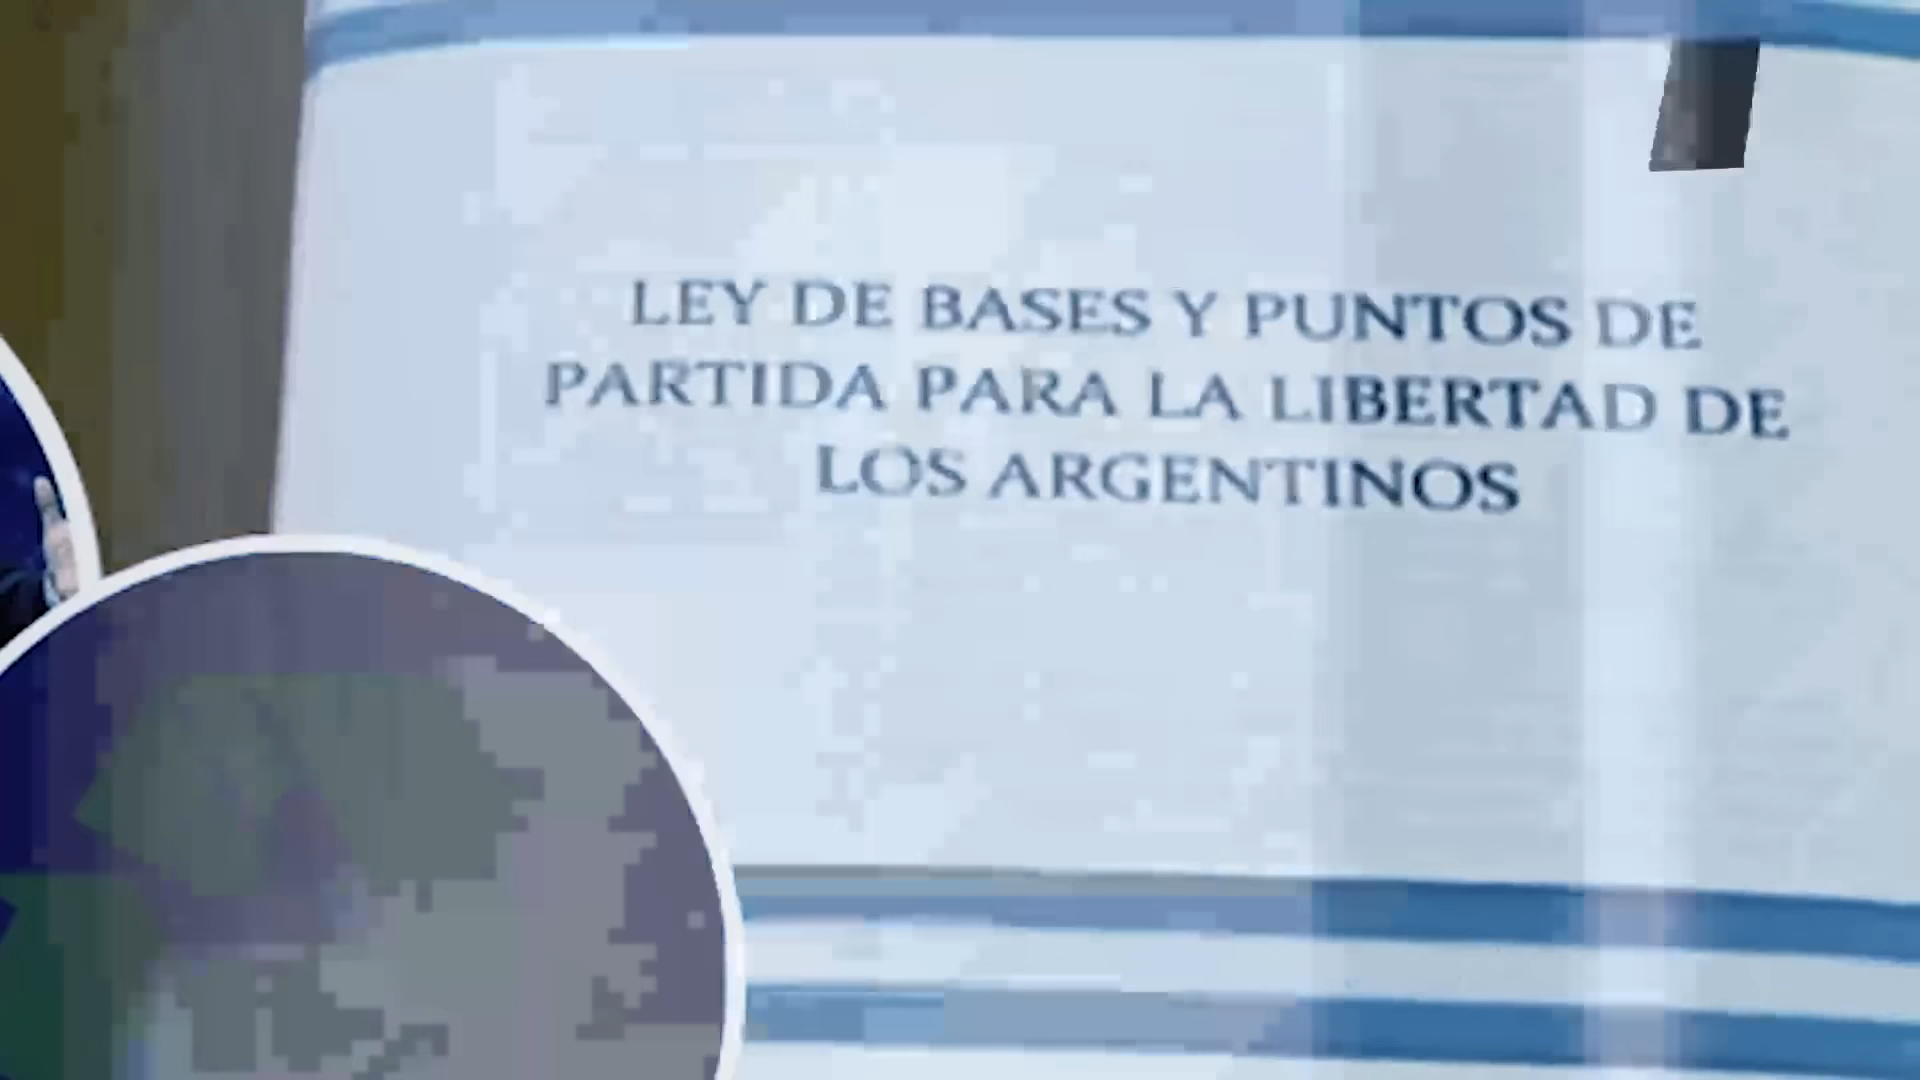 LEY DE BASES Y PUNTOS DE
PARTIDA PARA LA LIBERTAD DE
LOS ARGENTINOS